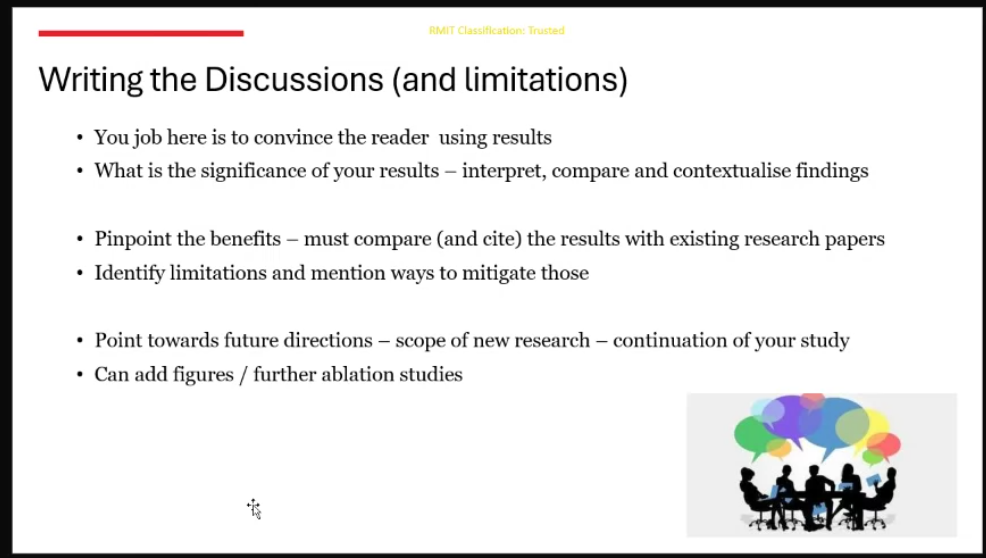 RMIT Classification: Trusted
Writing the Discussions (and limitations)
• You job here is to convince the reader  using results
• What is the significance of your results – interpret, compare and contextualise findings
• Pinpoint the benefits – must compare (and cite) the results with existing research papers
• Identify limitations and mention ways to mitigate those
• Point towards future directions – scope of new research – continuation of your study
• Can add figures / further ablation studies